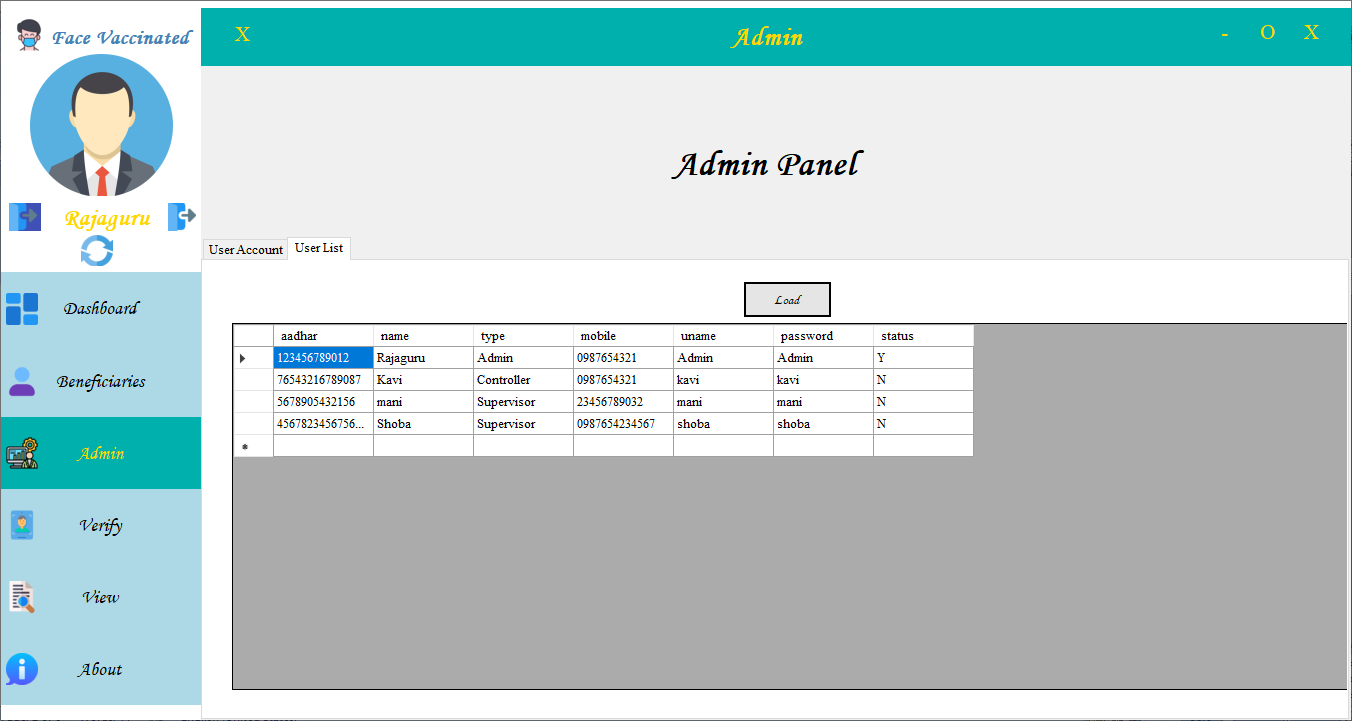 Face Vaccinated
X Admin - O X
Rajaguru
Admin Panel
User Account User List
Load
Dashboard
Beneficiaries
Admin
Verify
View
About
aadhar name type mobile uname password status
123456789012 Rajaguru Admin 0987654321 Admin Admin Y
76543216789087 Kavi Controller 0987654321 kavi kavi N
5678905432156 mani Supervisor 23456789032 mani mani N
4567823456756... Shoba Supervisor 0987654234567 shoba shoba N